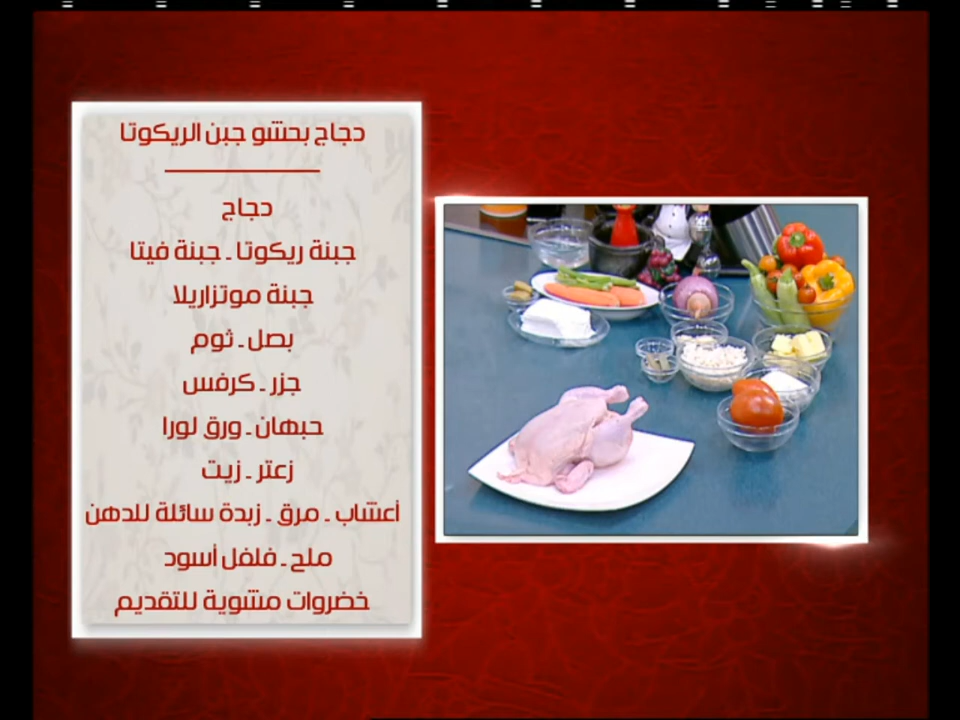 دجاج بحشو جبن الريكوتا
دجاج
جبنة ريكوتا - جبنة فيتا
جبنة موتزاريلا
بصل - ثوم
جزر - كرفس
حبهان - ورق لورا
زعتر - زيت
أعشاب - مرق - زبدة سائلة للدهن
ملح - فلفل أسود
خضروات مشوية للتقديم